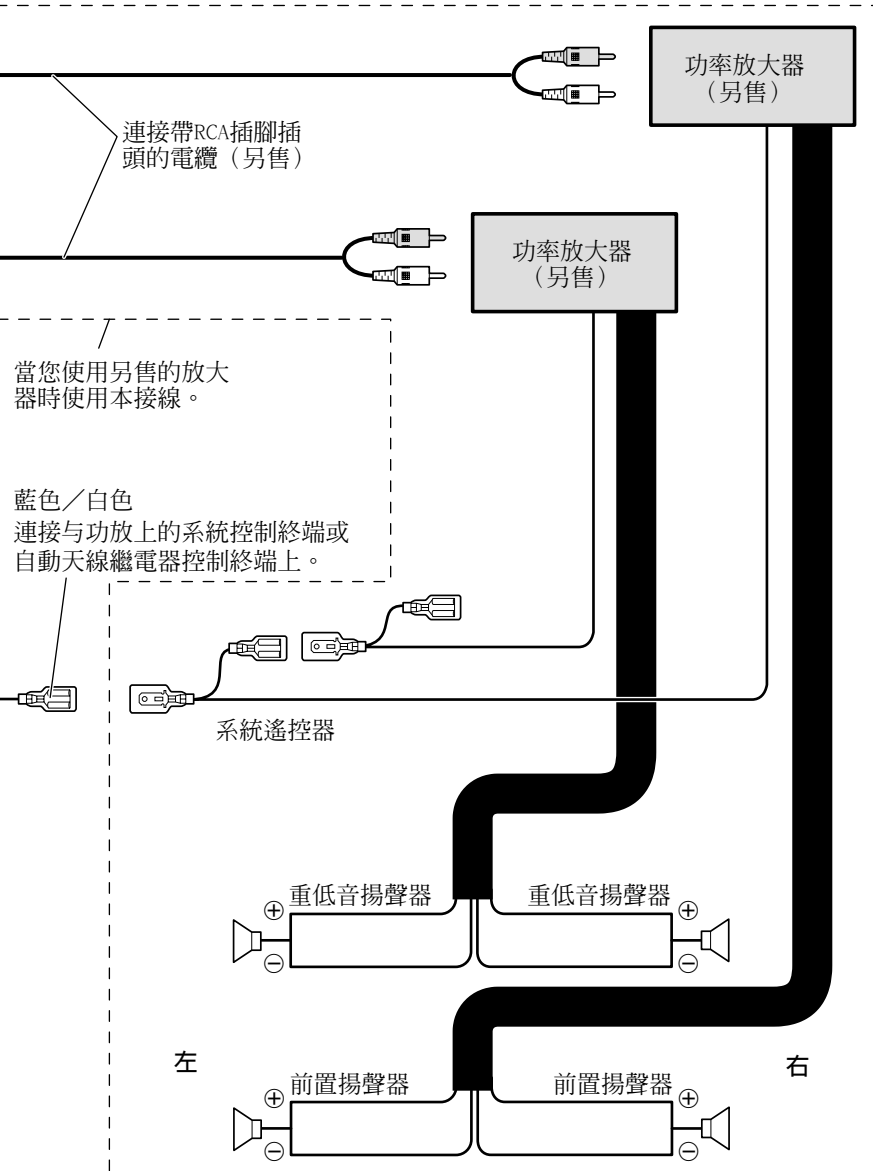 功率放大器
（另售）
連接帶RCA插腳插
頭的電纜（另售）
功率放大器
（另售）
當您使用另售的放大
器時使用本接線。
藍色／白色
連接与功放上的系統控制終端或
自動天線繼電器控制終端上。
系統遙控器
重低音揚聲器
重低音揚聲器
⊕
⊕
⊖
⊖
左
右
前置揚聲器
前置揚聲器
⊕
⊕
⊖
⊖